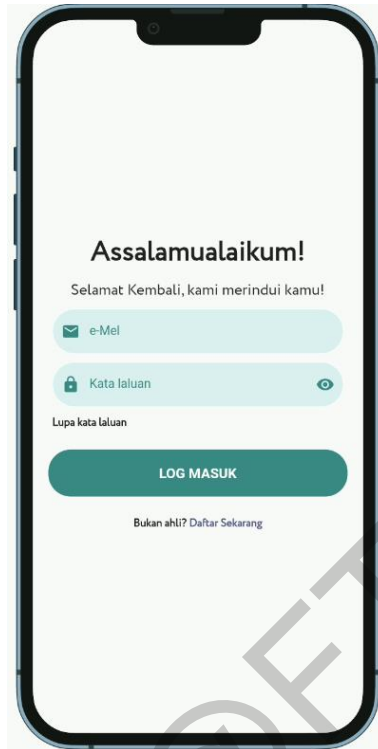 Assalamualaikum!
Selamat Kembali, kami merindui kamu!
e-Mel
Kata laluan
Lupa kata laluan
LOG MASUK
Bukan ahli? Daftar Sekarang